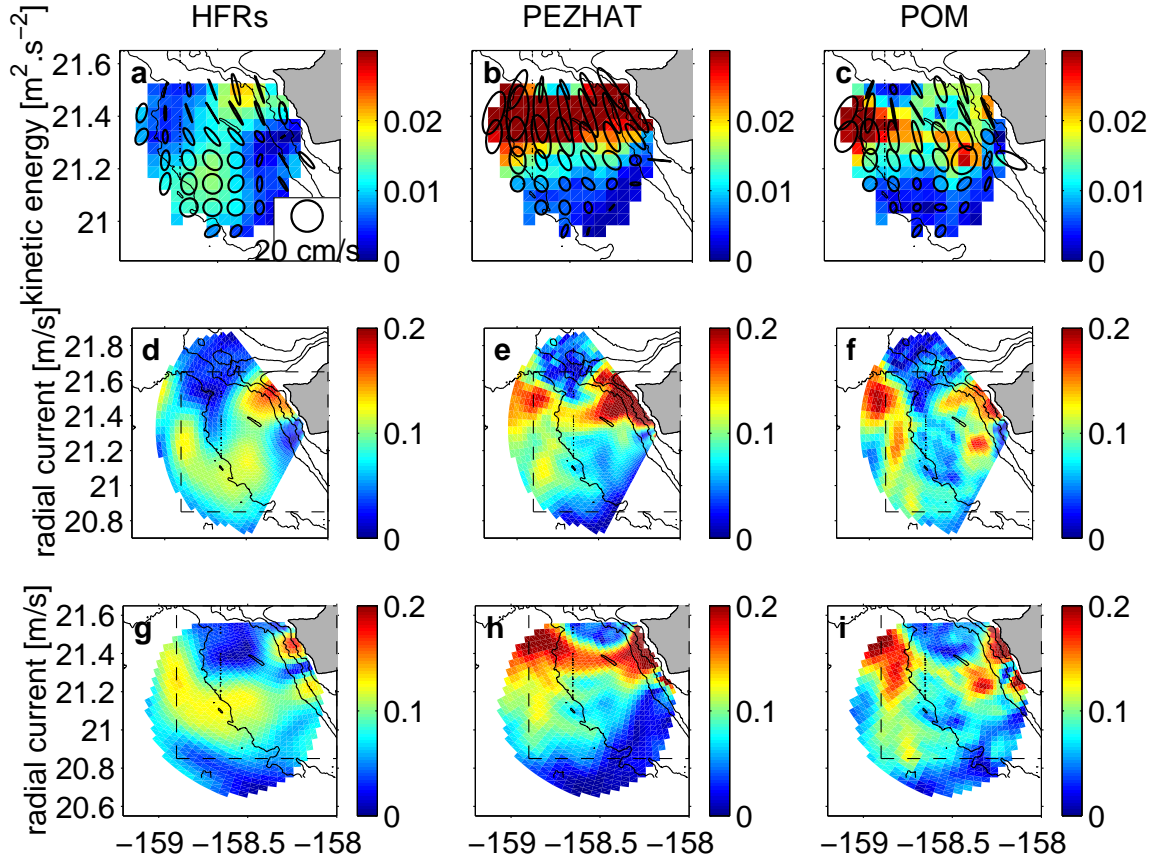 HFRs PEZHAT POM
kinetic energy [m².s⁻²]
21.6
21.4
21.2
21
a
20 cm/s
0.02
0.01
0
b
0.02
0.01
0
c
0.02
0.01
0
radial current [m/s]
21.8
21.6
21.4
21.2
21
20.8
d
0.2
0.1
0
e
0.2
0.1
0
f
0.2
0.1
0
radial current [m/s]
21.6
21.4
21.2
21
20.8
20.6
g
0.2
0.1
0
h
0.2
0.1
0
i
0.2
0.1
0
−159 −158.5 −158
−159 −158.5 −158
−159 −158.5 −158